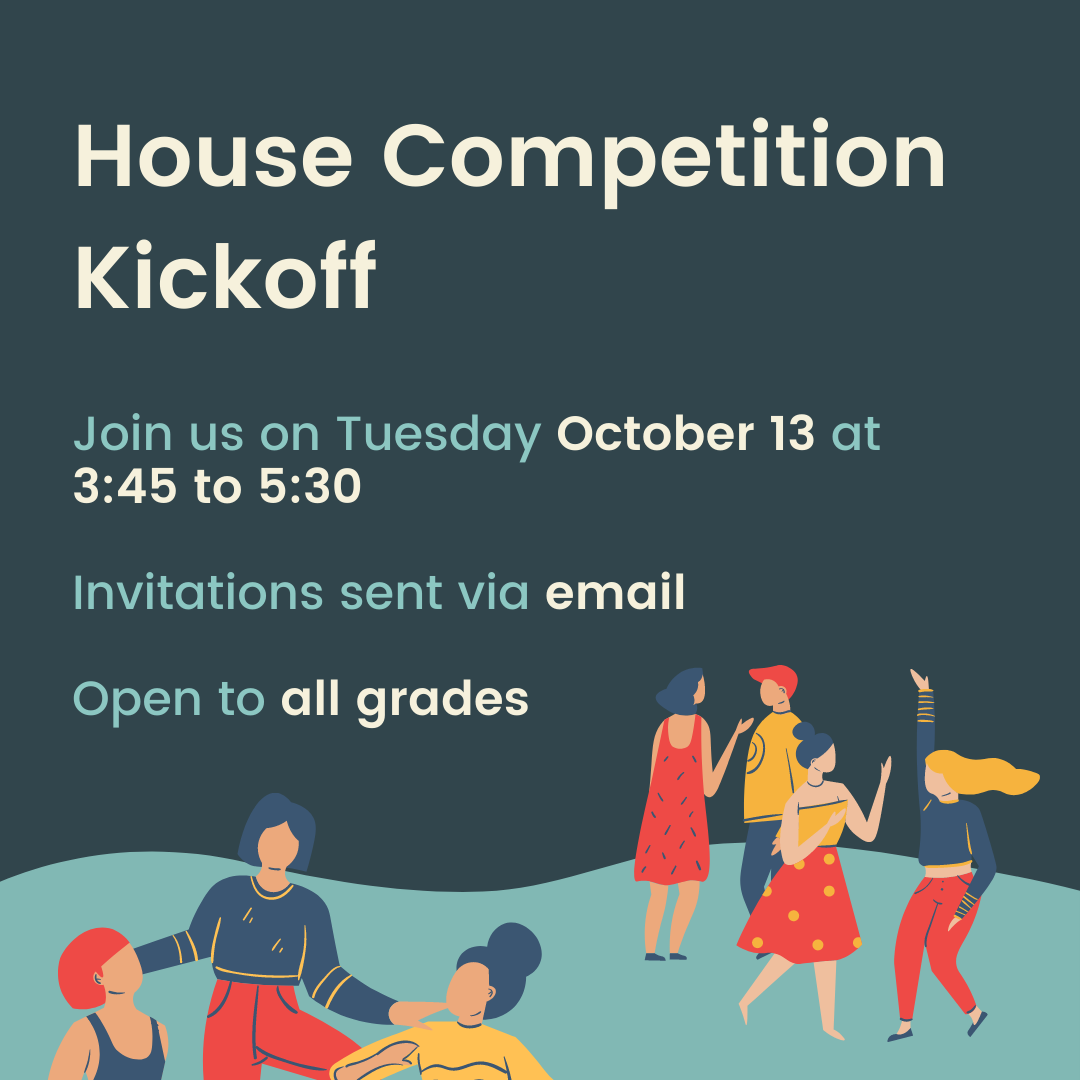 House Competition
Kickoff
Join us on Tuesday October 13 at
3:45 to 5:30
Invitations sent via email
Open to all grades